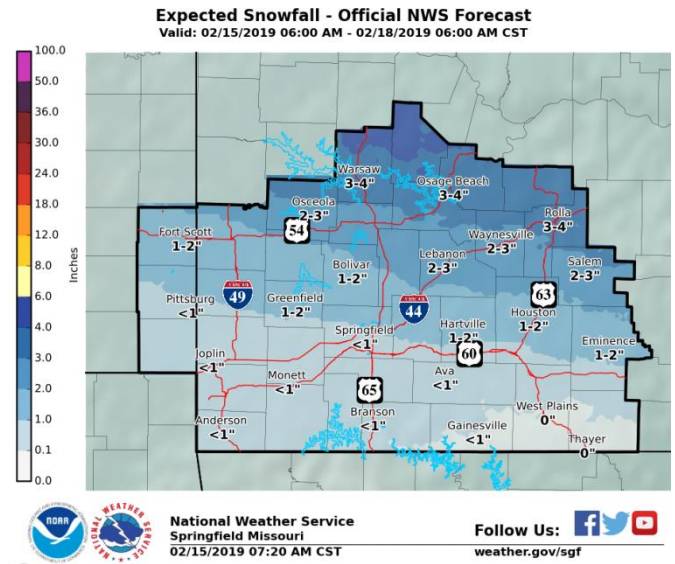 Expected Snowfall - Official NWS Forecast
Valid: 02/15/2019 06:00 AM - 02/18/2019 06:00 AM CST
100.0
50.0
36.0
30.0
24.0
18.0
12.0
8.0
6.0
4.0
3.0
2.0
1.0
0.1
0.0
Inches
Warsaw
3-4"
Osage Beach
3-4"
Osceola
2-3"
Rolla
3-4"
Fort Scott
1-2"
54
Waynesville
2-3"
Lebanon
2-3"
Bolivar
1-2"
Salem
2-3"
Pittsburg
<1"
49
Greenfield
1-2"
44
63
Houston
1-2"
Springfield
<1"
Hartville
1-2"
Eminence
1-2"
60
Joplin
<1"
Monett
<1"
Ava
<1"
65
Branson
<1"
Anderson
<1"
Gainesville
<1"
West Plains
0"
Thayer
0"
NOAA
NATIONAL WEATHER SERVICE
National Weather Service
Springfield Missouri
02/15/2019 07:20 AM CST
Follow Us:
weather.gov/sgf